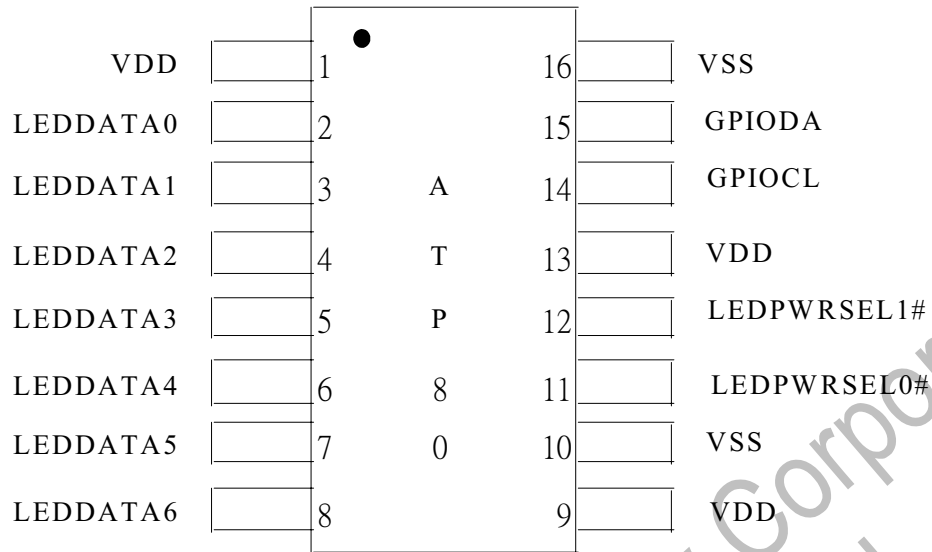 VDD 1 16 VSS
LEDDATA0 2 15 GPIODA
LEDDATA1 3 A 14 GPIOCL
LEDDATA2 4 T 13 VDD
LEDDATA3 5 P 12 LEDPWRSEL1#
LEDDATA4 6 8 11 LEDPWRSEL0#
LEDDATA5 7 0 10 VSS
LEDDATA6 8 9 VDD